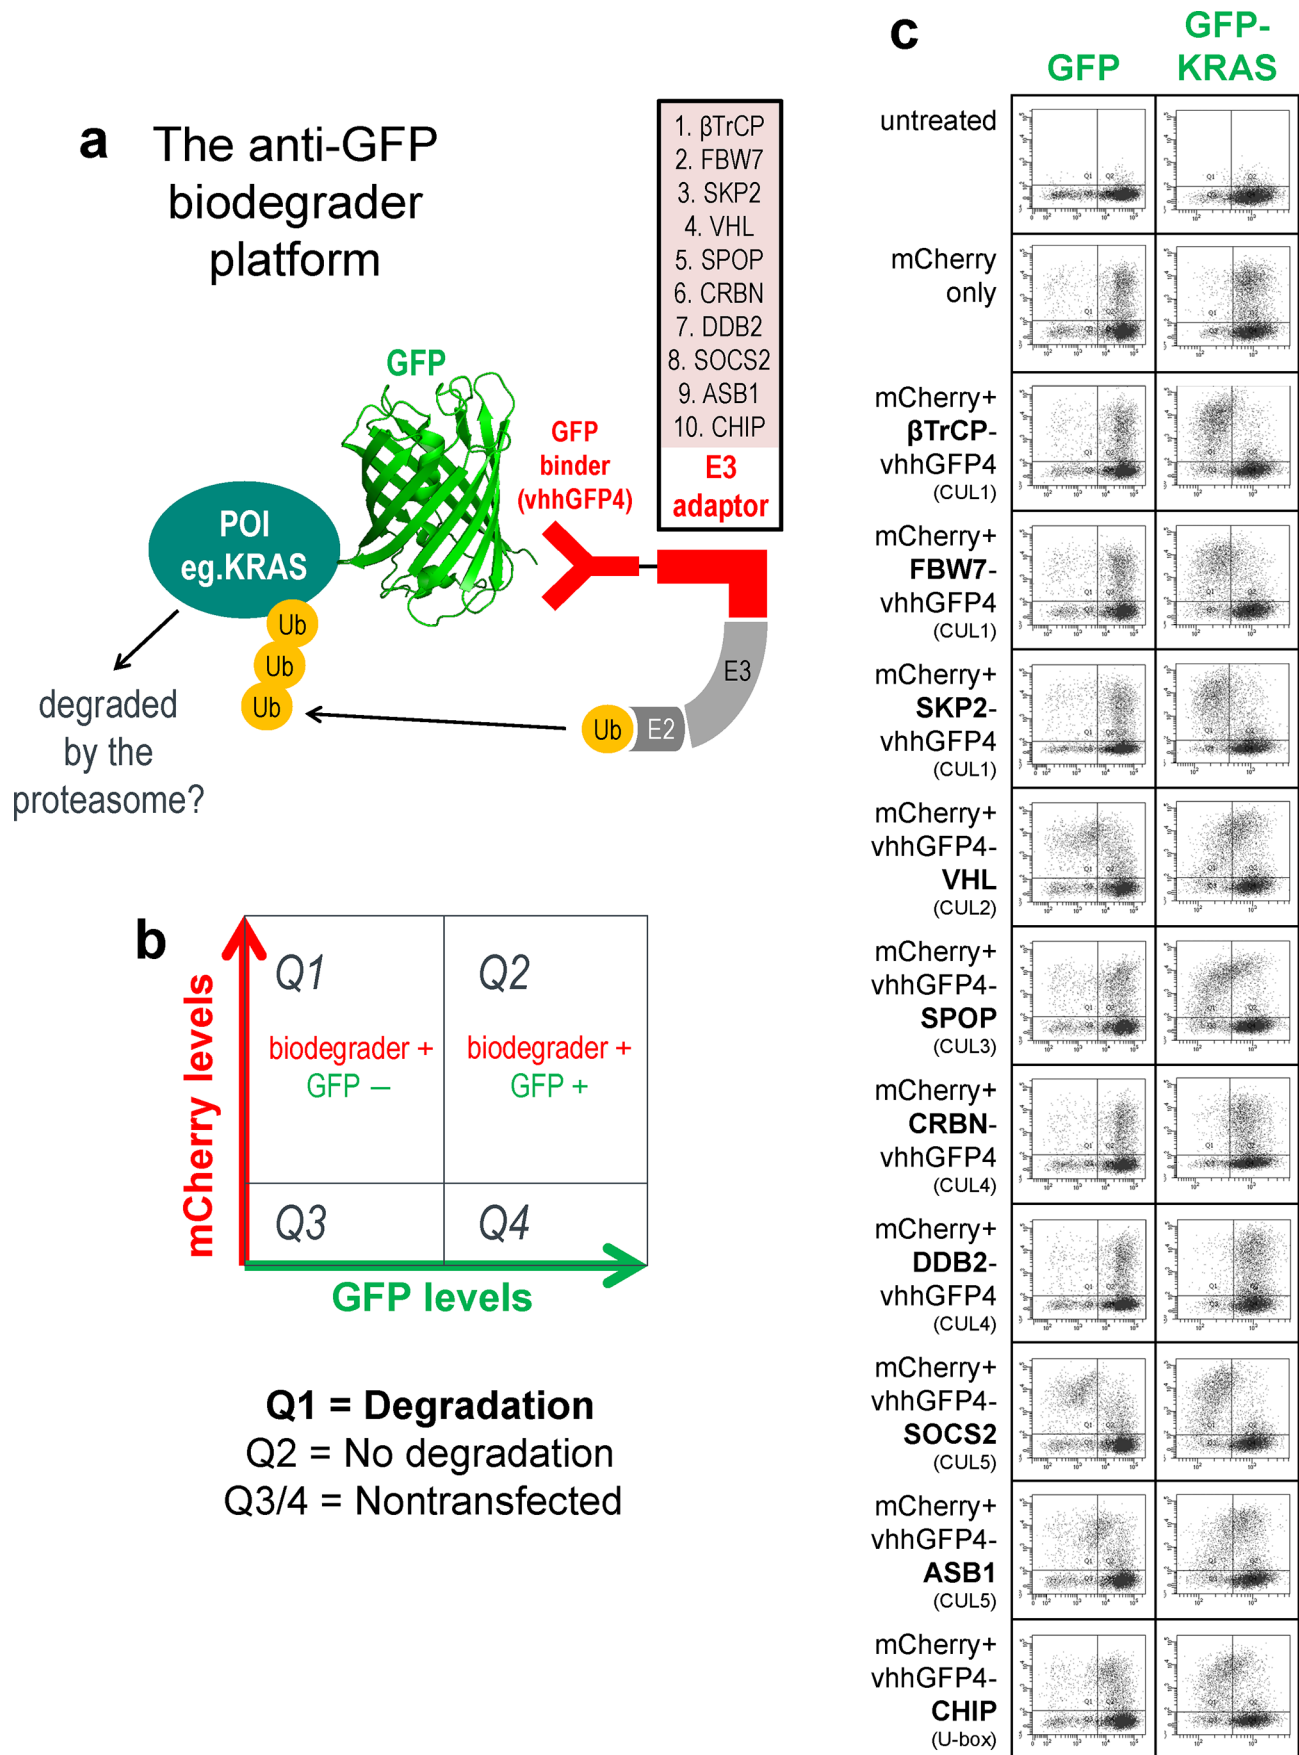 a
The anti-GFP
biodegrader
platform
1. βTrCP
2. FBW7
3. SKP2
4. VHL
5. SPOP
6. CRBN
7. DDB2
8. SOCS2
9. ASB1
10. CHIP
E3
adaptor
GFP
GFP
binder
(vhhGFP4)
POI
eg.KRAS
Ub
Ub
Ub
Ub
E2
E3
degraded
by the
proteasome?
b
mCherry levels
Q1
Q2
biodegrader +
GFP –
biodegrader +
GFP +
Q3
Q4
GFP levels
Q1 = Degradation
Q2 = No degradation
Q3/4 = Nontransfected
c
GFP
GFP-
KRAS
untreated
mCherry
only
mCherry+
βTrCP-
vhhGFP4
(CUL1)
mCherry+
FBW7-
vhhGFP4
(CUL1)
mCherry+
SKP2-
vhhGFP4
(CUL1)
mCherry+
vhhGFP4-
VHL
(CUL2)
mCherry+
vhhGFP4-
SPOP
(CUL3)
mCherry+
CRBN-
vhhGFP4
(CUL4)
mCherry+
DDB2-
vhhGFP4
(CUL4)
mCherry+
vhhGFP4-
SOCS2
(CUL5)
mCherry+
vhhGFP4-
ASB1
(CUL5)
mCherry+
vhhGFP4-
CHIP
(U-box)